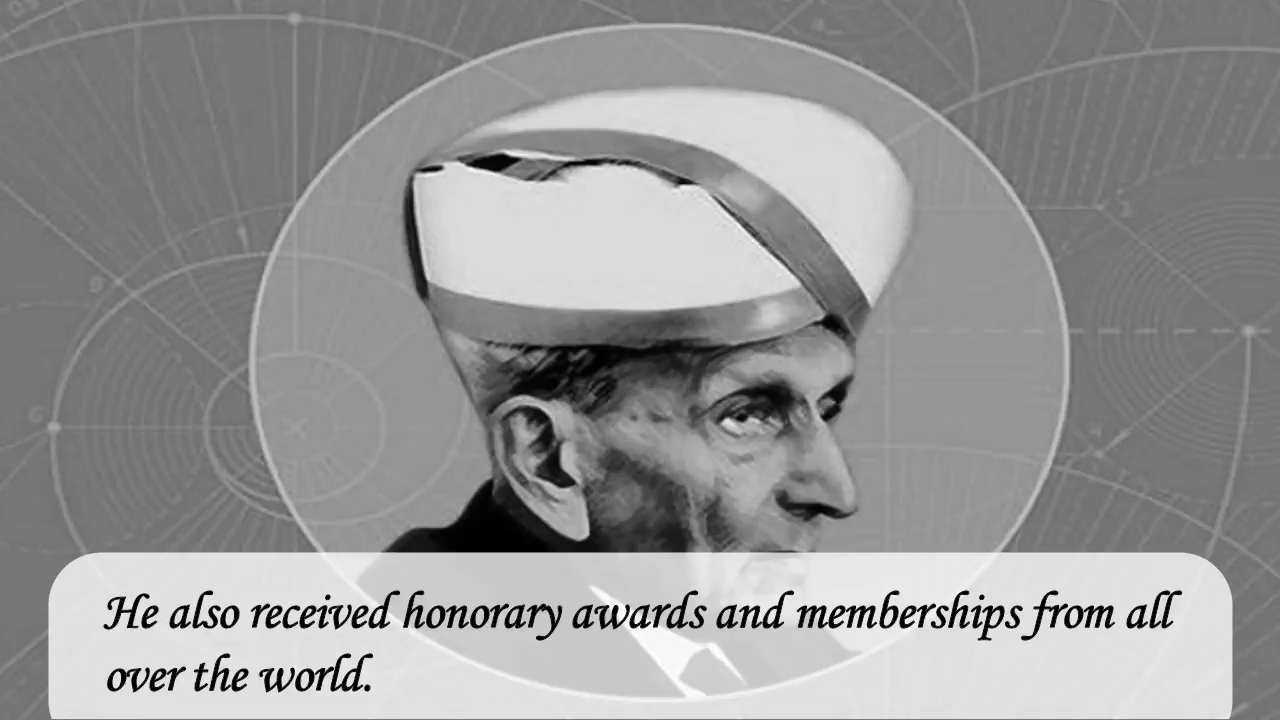 He also received honorary awards and memberships from all
over the world.